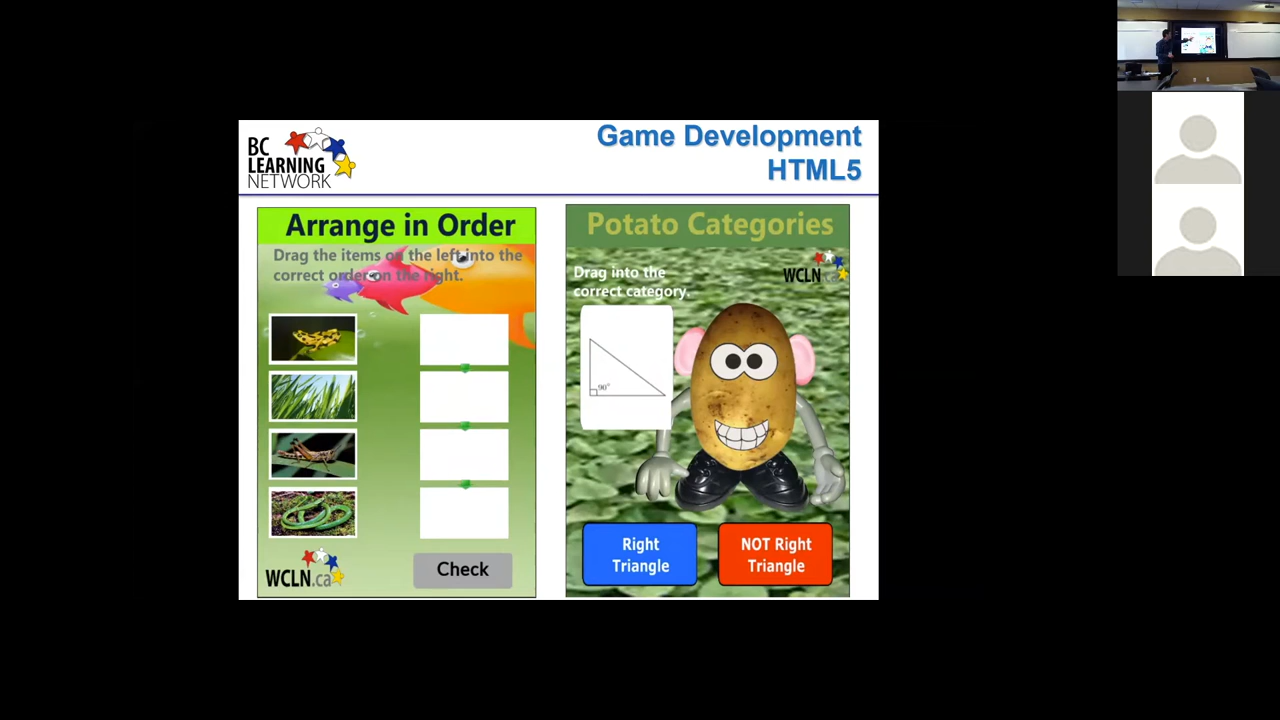 BC
LEARNING
NETWORK
Game Development
HTML5
Arrange in Order
Drag the items on the left into the
correct order on the right.
WCLN.ca
Check
Potato Categories
WCLN.ca
Drag into the
correct category.
90°
Right
Triangle
NOT Right
Triangle